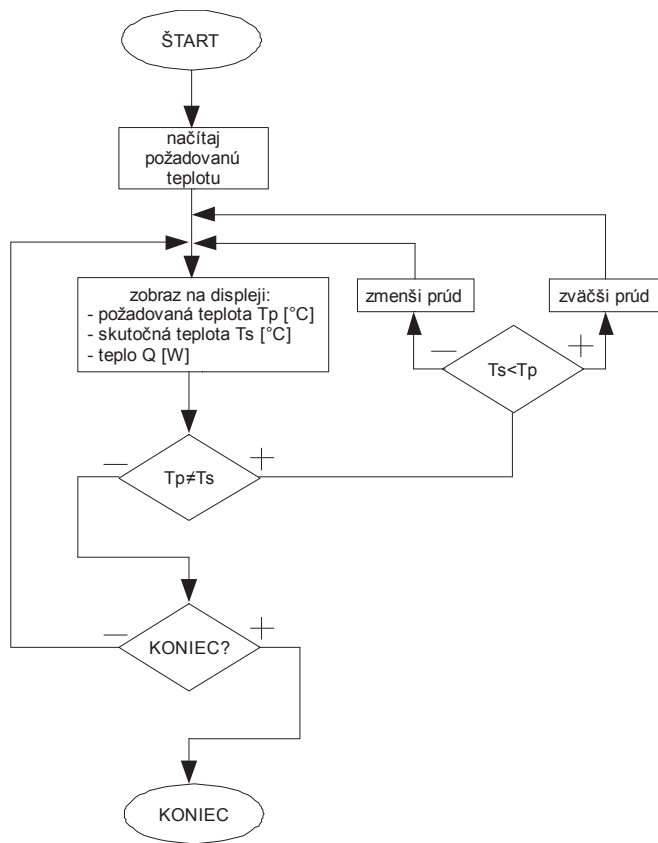 ŠTART
načítaj
požadovanú
teplotu
zobraz na displeji:
- požadovaná teplota Tp [°C]
- skutočná teplota Ts [°C]
- teplo Q [W]
zmenši prúd
zväčši prúd
— Ts<Tp +
— Tp≠Ts +
— KONIEC? +
KONIEC